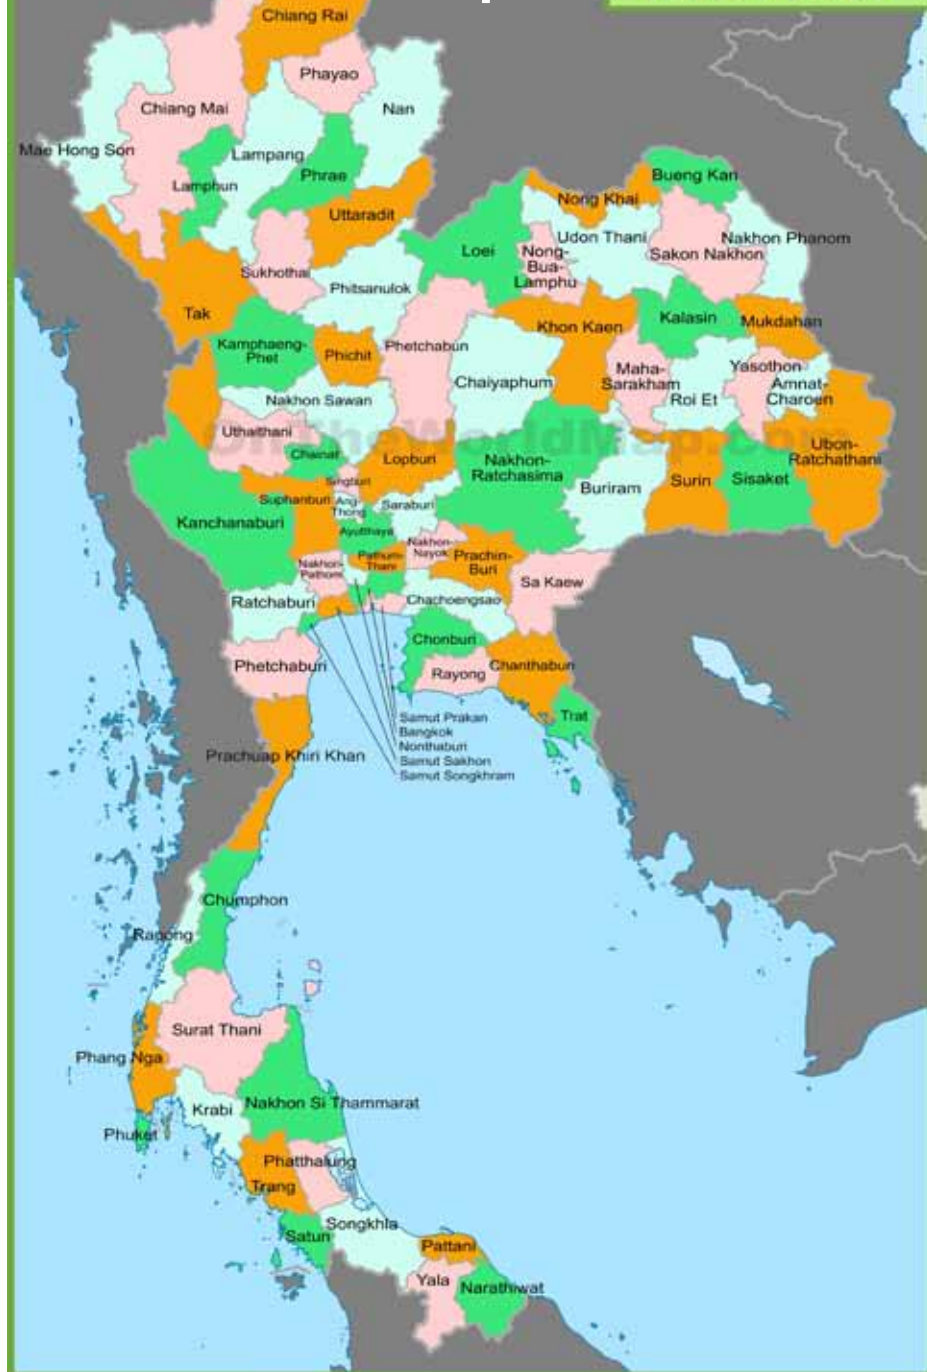 Chiang Rai
Phayao
Nan
Chiang Mai
Mae Hong Son
Lampang
Lamphun
Phrae
Uttaradit
Bueng Kan
Nong Khai
Loei
Udon Thani
Nong-
Bua-
Lamphu
Sakon Nakhon
Nakhon Phanom
Sukhothai
Phitsanulok
Tak
Kamphaeng-
Phet
Phichit
Phetchabun
Khon Kaen
Kalasin
Mukdahan
Chaiyaphum
Maha-
Sarakham
Roi Et
Yasothon
Amnat-
Charoen
Nakhon Sawan
Uthaithani
Chainat
OnTheWorldMap.com
Lopburi
Nakhon-
Ratchasima
Buriram
Surin
Sisaket
Ubon-
Ratchathani
Singburi
Suphanburi
Ang-
Thong
Saraburi
Kanchanaburi
Ayutthaya
Nakhon-
Nayok
Prachin-
Buri
Pathum-
Thani
Nakhon-
Pathom
Sa Kaew
Ratchaburi
Chachoengsao
Chonburi
Phetchaburi
Rayong
Chanthaburi
Trat
Samut Prakan
Bangkok
Nonthaburi
Samut Sakhon
Samut Songkhram
Prachuap Khiri Khan
Chumphon
Ranong
Surat Thani
Phang Nga
Krabi
Nakhon Si Thammarat
Phuket
Phatthalung
Trang
Songkhla
Satun
Pattani
Yala
Narathiwat